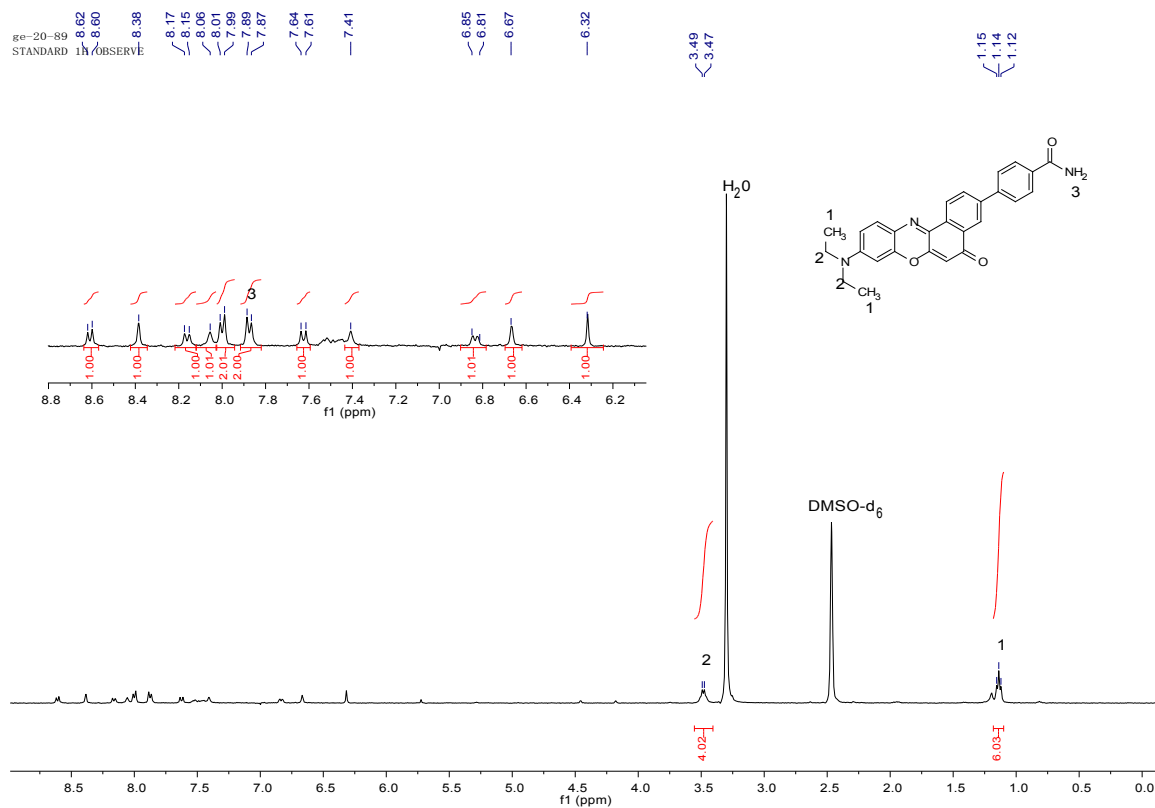 ge-20-89
STANDARD 1H OBSERVE
8.62
8.60
8.38
8.17
8.15
8.06
8.01
7.99
7.89
7.87
7.64
7.61
7.41
6.85
6.81
6.67
6.32
3.49
3.47
1.15
1.14
1.12
O
NH2
3
1
CH3
N
2
N
O
O
2
CH3
1
H20
3
1.00
1.00
1.00
1.01
2.01
2.00
1.00
1.00
1.01
1.00
1.00
8.8 8.6 8.4 8.2 8.0 7.8 7.6 7.4 7.2 7.0 6.8 6.6 6.4 6.2
f1 (ppm)
DMSO-d6
2
1
4.02
6.03
8.5 8.0 7.5 7.0 6.5 6.0 5.5 5.0 4.5 4.0 3.5 3.0 2.5 2.0 1.5 1.0 0.5 0.0
f1 (ppm)